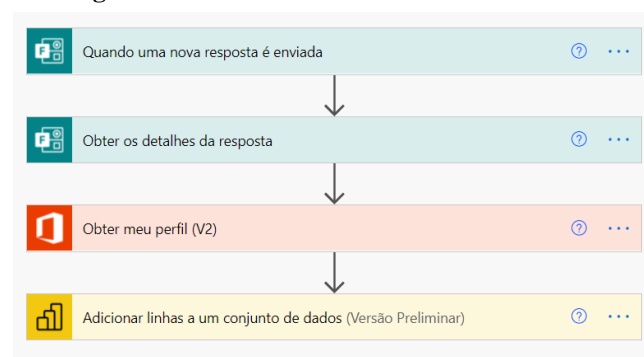 Quando uma nova resposta é enviada
Obter os detalhes da resposta
Obter meu perfil (V2)
Adicionar linhas a um conjunto de dados (Versão Preliminar)